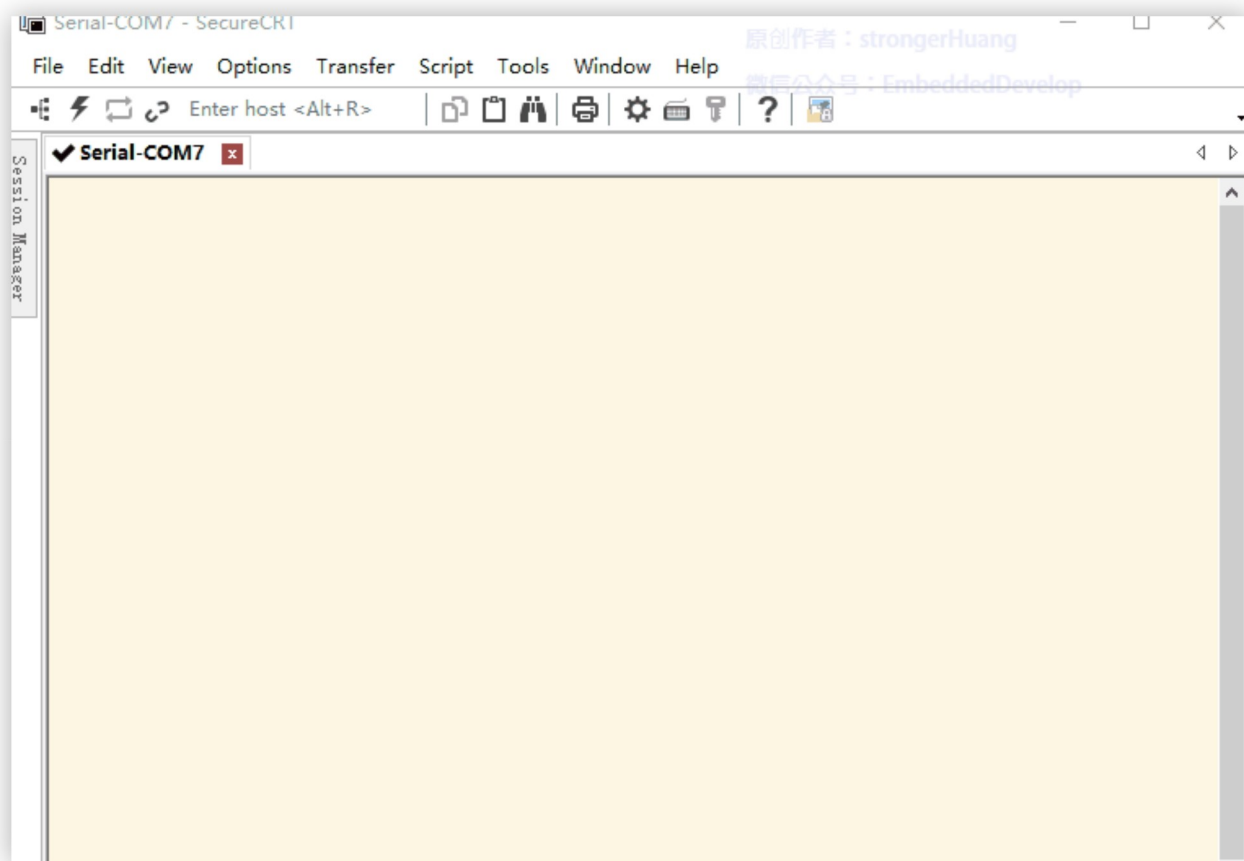 Serial-COM7 - SecureCRT
原创作者：strongerHuang
File Edit View Options Transfer Script Tools Window Help
微信公众号：EmbeddedDevelop
Enter host <Alt+R>
Serial-COM7
Session Manager